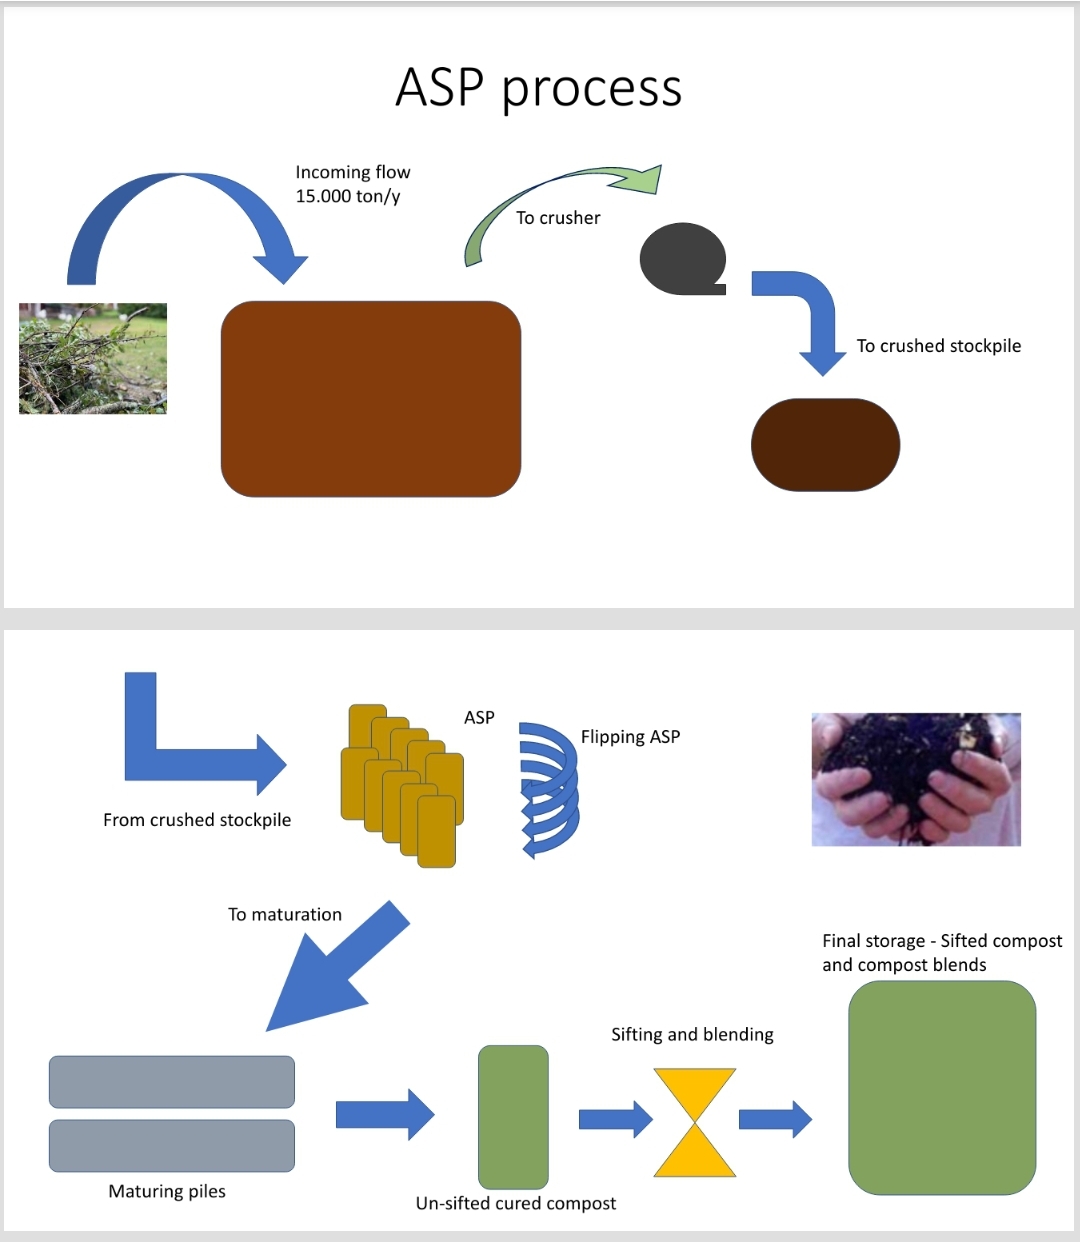 ASP process
Incoming flow
15.000 ton/y
To crusher
To crushed stockpile
ASP
Flipping ASP
From crushed stockpile
To maturation
Final storage - Sifted compost
and compost blends
Sifting and blending
Maturing piles
Un-sifted cured compost